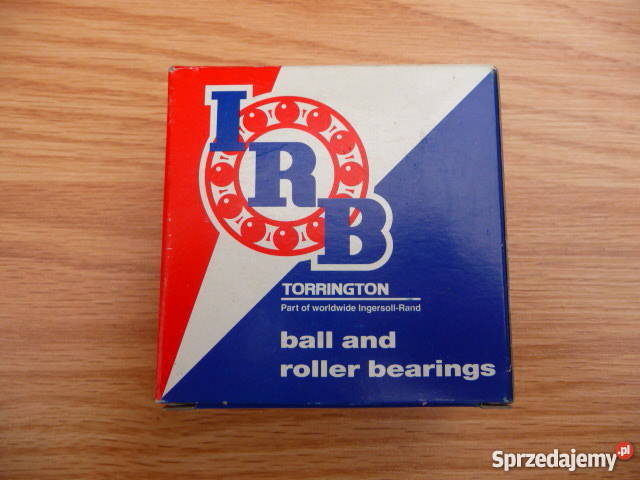 IRB
TORRINGTON
Part of worldwide Ingersoll-Rand
ball and
roller bearings
Sprzedajemy.pl